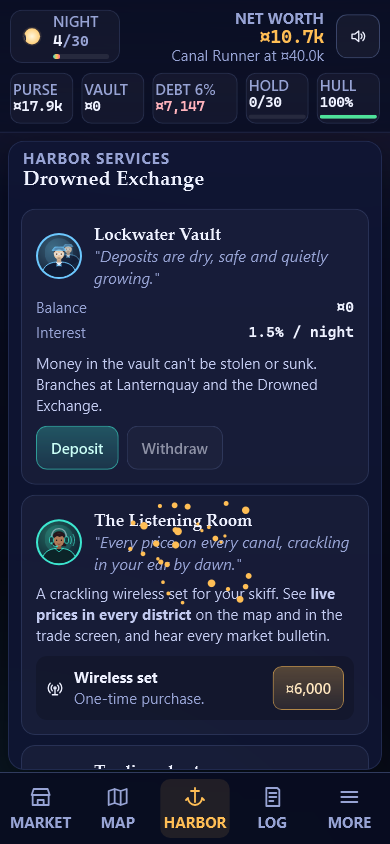 NIGHT
4/30
NET WORTH
¤10.7k
Canal Runner at ¤40.0k
PURSE
¤17.9k
VAULT
¤0
DEBT 6%
¤7,147
HOLD
0/30
HULL
100%
HARBOR SERVICES
Drowned Exchange
Lockwater Vault
"Deposits are dry, safe and quietly
growing."
Balance
¤0
Interest
1.5% / night
Money in the vault can't be stolen or sunk.
Branches at Lanternquay and the Drowned
Exchange.
Deposit
Withdraw
The Listening Room
"Every price on every canal, crackling
in your ear by dawn."
A crackling wireless set for your skiff. See live
prices in every district on the map and in the
trade screen, and hear every market bulletin.
Wireless set
One-time purchase.
¤6,000
MARKET
MAP
HARBOR
LOG
MORE